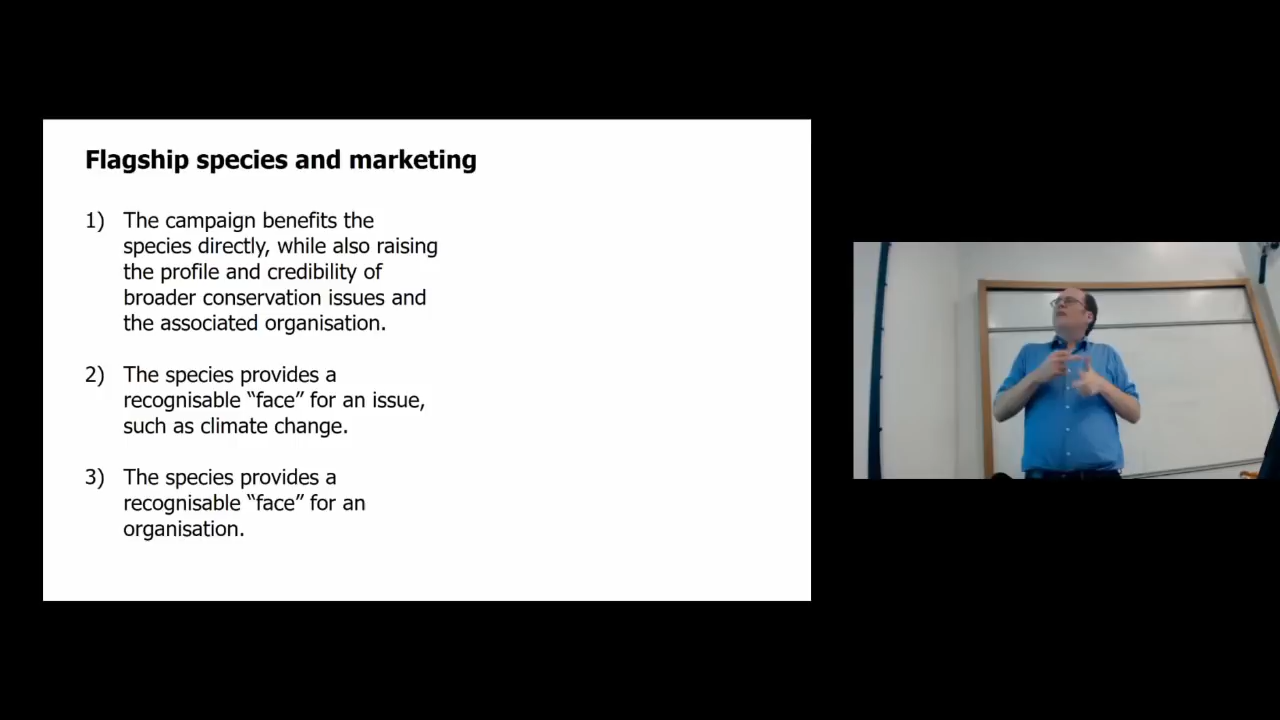 Flagship species and marketing
1) The campaign benefits the
species directly, while also raising
the profile and credibility of
broader conservation issues and
the associated organisation.
2) The species provides a
recognisable “face” for an issue,
such as climate change.
3) The species provides a
recognisable “face” for an
organisation.